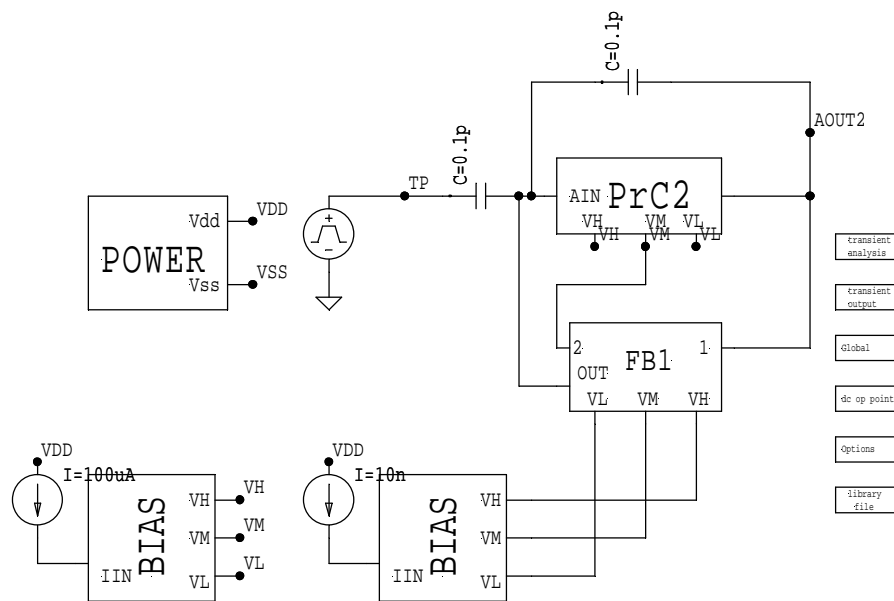 C=0.1p
AOUT2
C=0.1p
TP
AIN
PrC2
VH
VM
VL
VH
VM
VL
Vdd
VDD
POWER
Vss
VSS
+
−
transient
analysis
transient
output
Global
dc op point
Options
library
file
2
FB1
1
OUT
VL
VM
VH
VDD
I=100uA
BIAS
VH
VH
VM
VM
IIN
VL
VL
VDD
I=10n
BIAS
VH
VM
IIN
VL